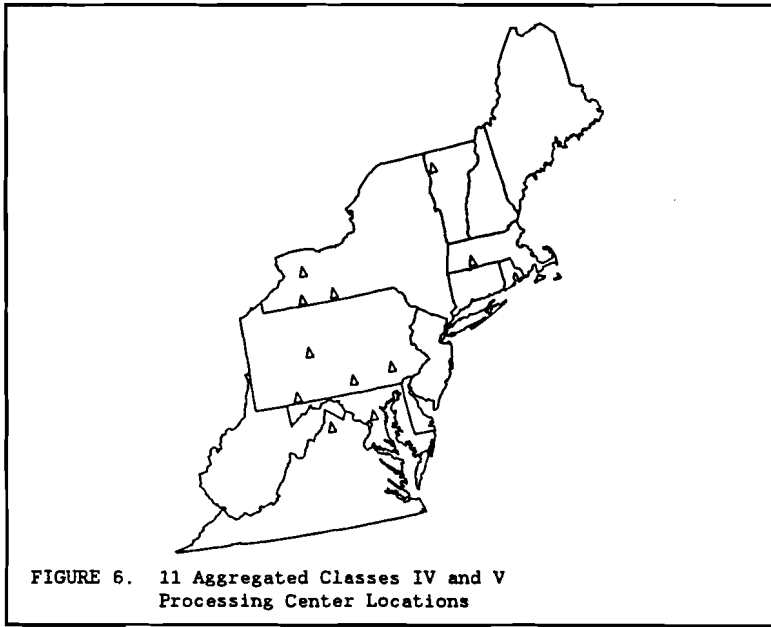 FIGURE 6. 11 Aggregated Classes IV and V
Processing Center Locations